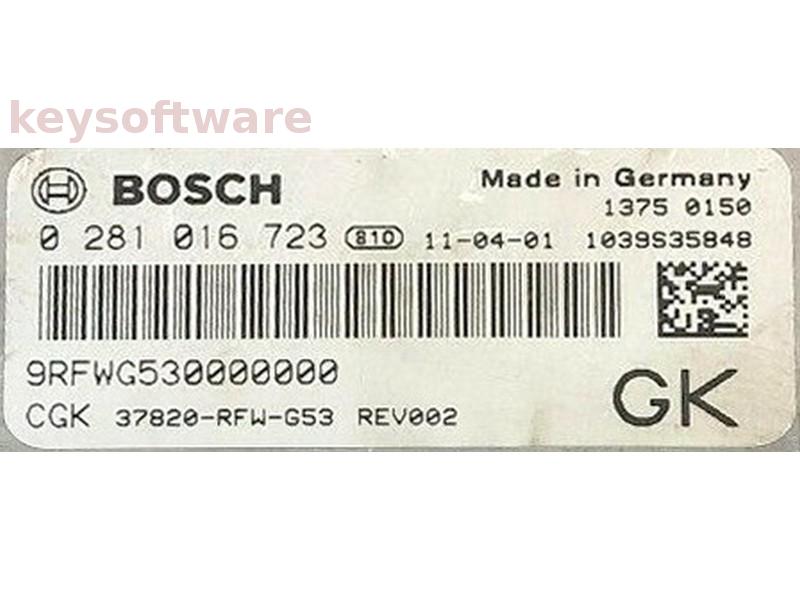 keysoftware
BOSCH
Made in Germany
1375 0150
0 281 016 723 810 11-04-01 1039S35848
9RFWG530000000
CGK 37820-RFW-G53 REV002
GK